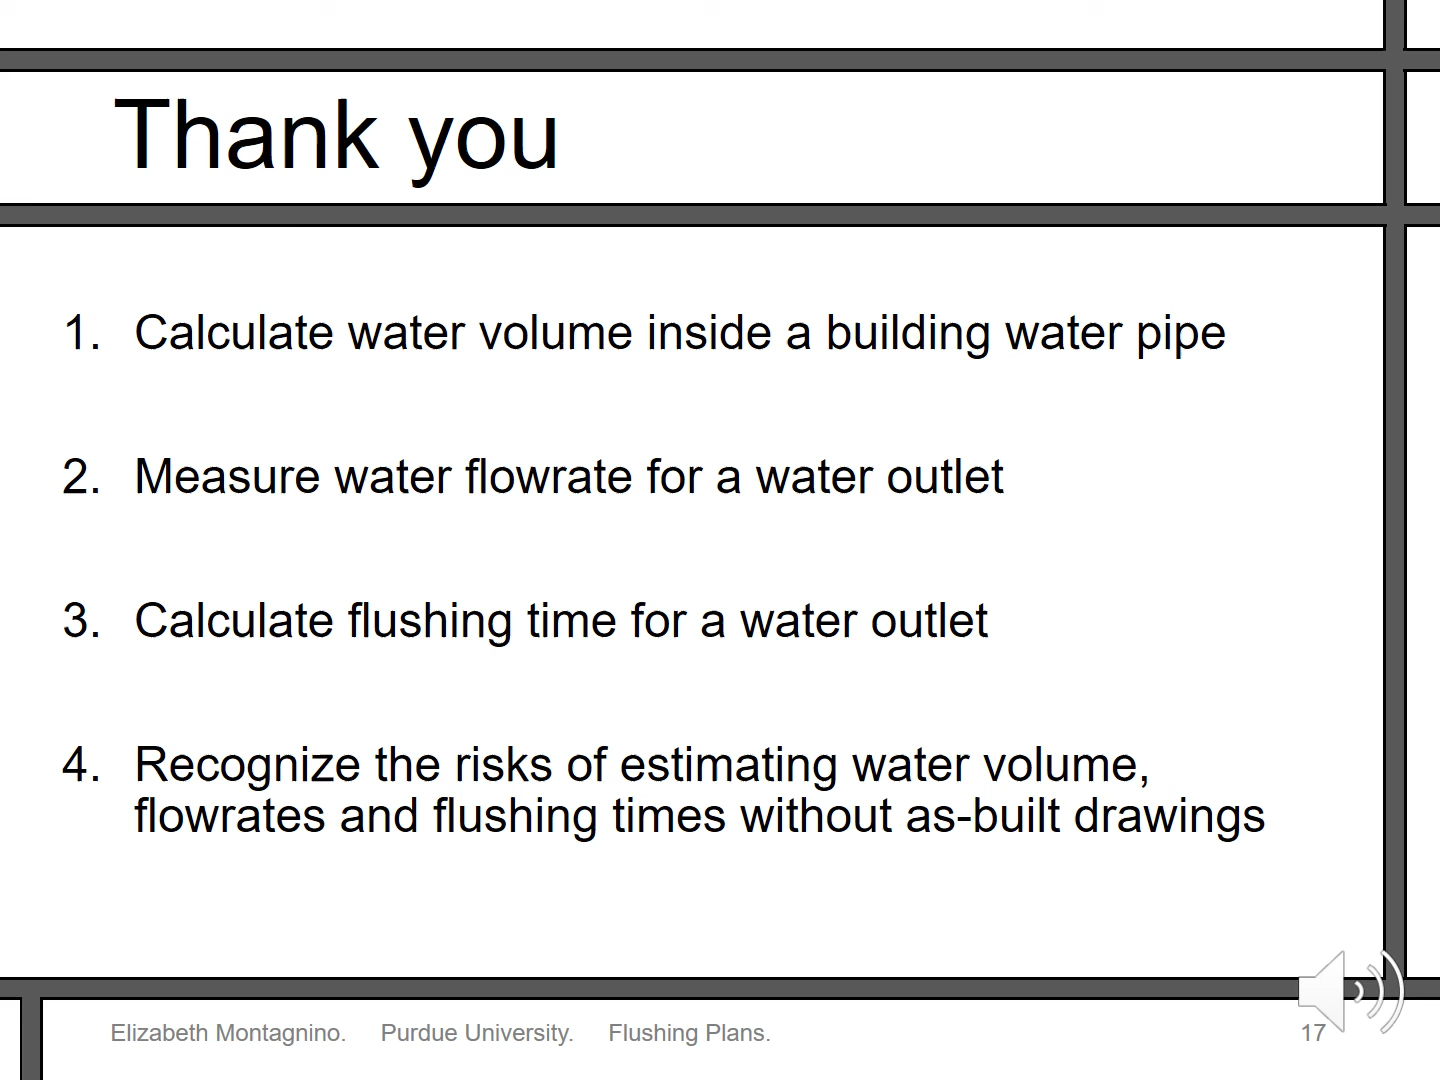 Thank you
1. Calculate water volume inside a building water pipe
2. Measure water flowrate for a water outlet
3. Calculate flushing time for a water outlet
4. Recognize the risks of estimating water volume,
flowrates and flushing times without as-built drawings
Elizabeth Montagnino. Purdue University. Flushing Plans. 17